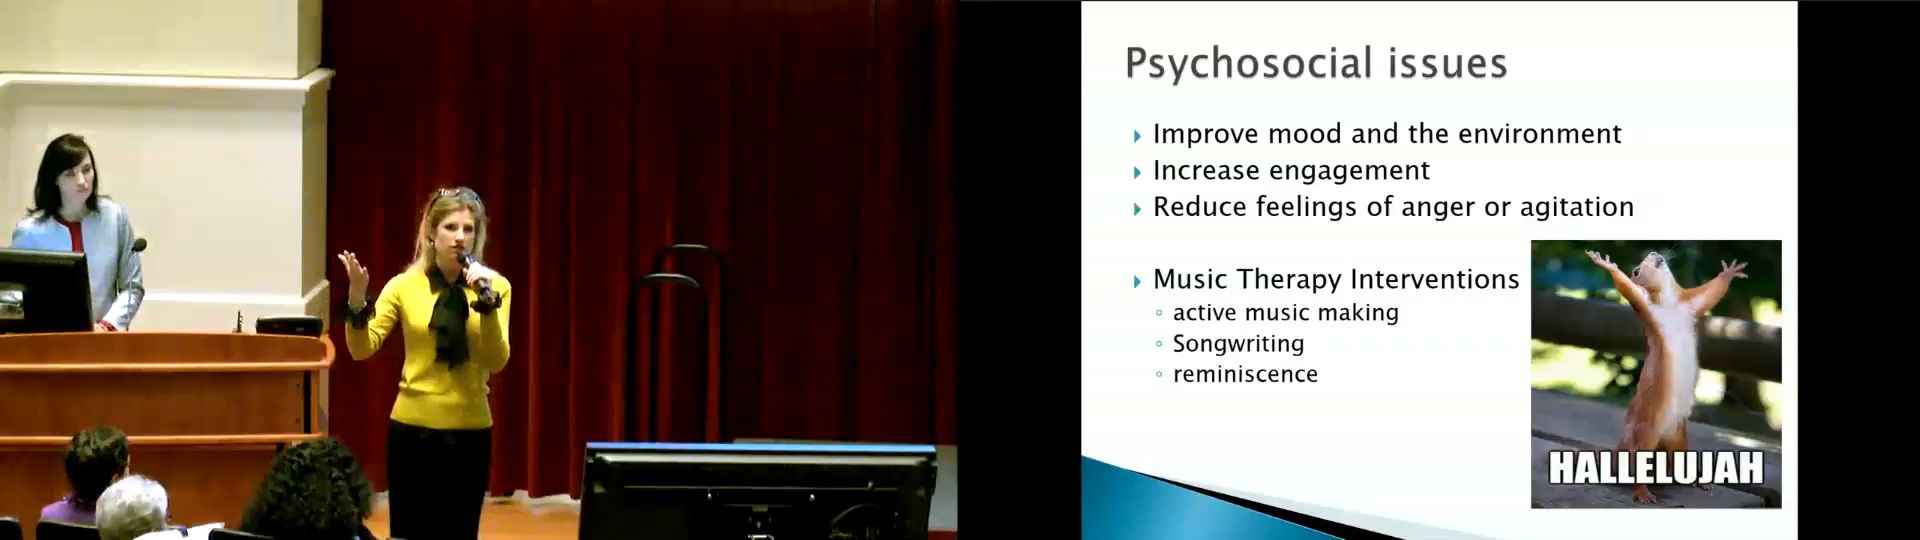 Psychosocial issues
Improve mood and the environment
Increase engagement
Reduce feelings of anger or agitation
Music Therapy Interventions
active music making
Songwriting
reminiscence
HALLELUJAH